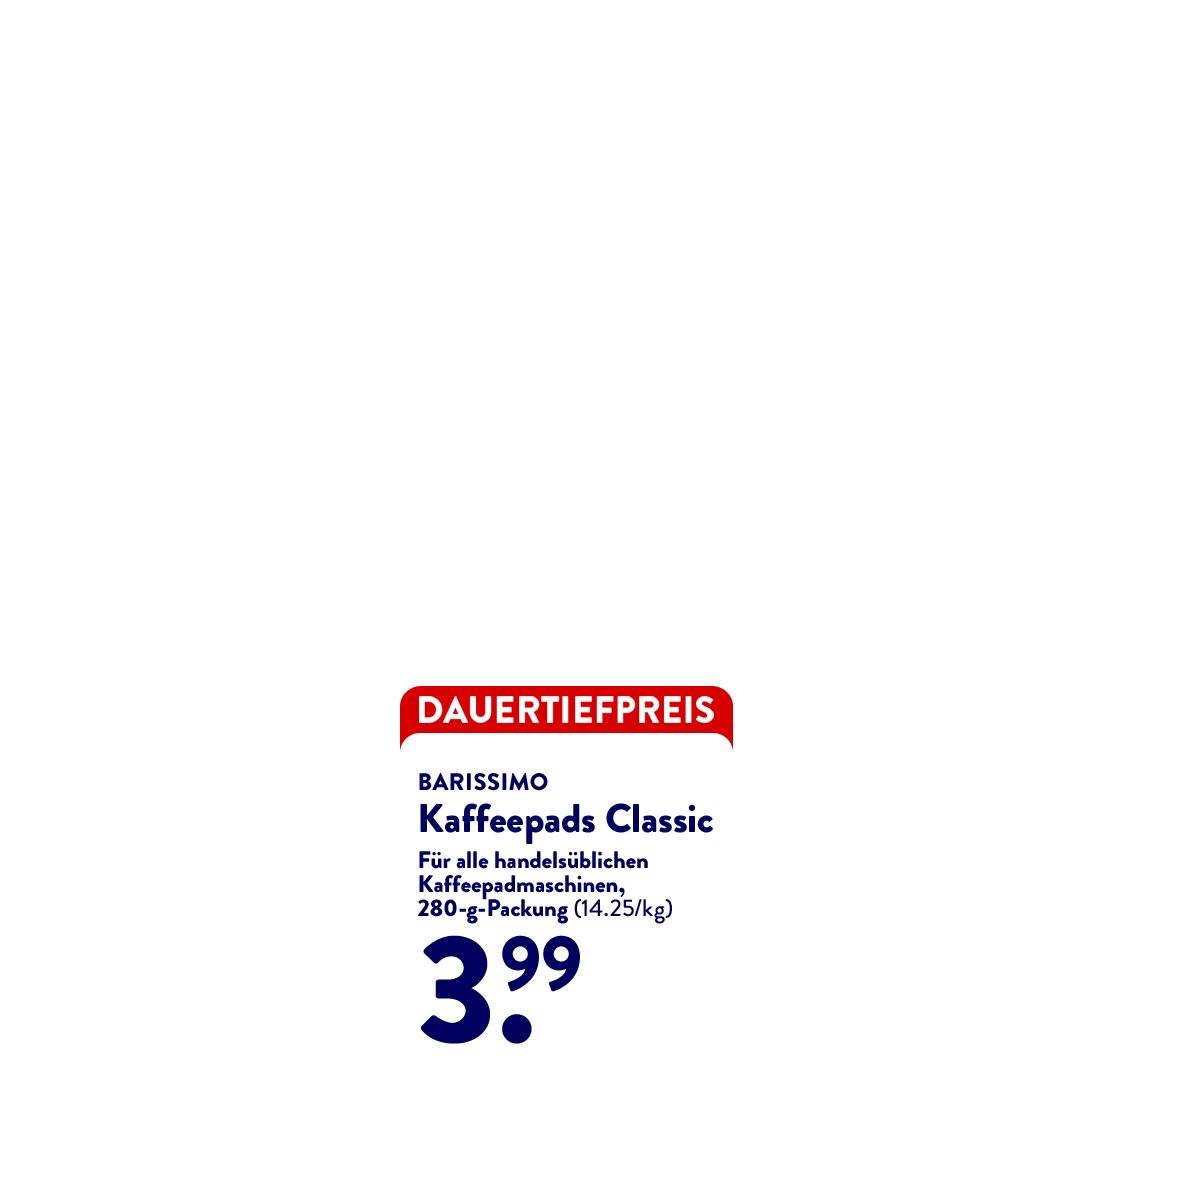 DAUERTIEFPREIS
BARISSIMO
Kaffeepads Classic
Für alle handelsüblichen
Kaffeepadmaschinen,
280-g-Packung (14.25/kg)
3.99